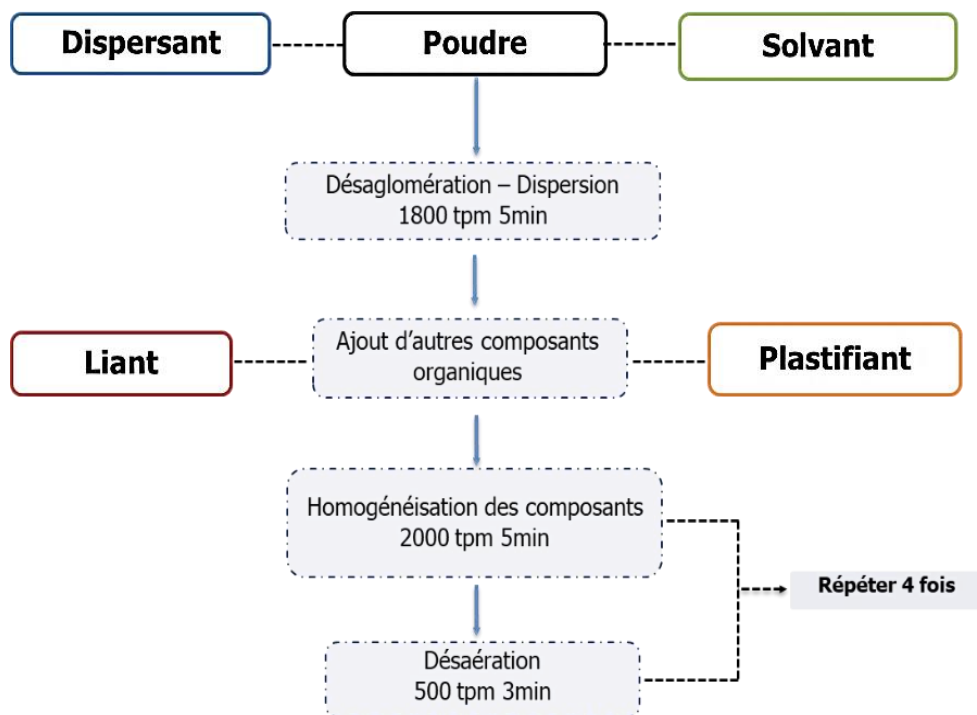 Dispersant
Poudre
Solvant
Désaglomération – Dispersion
1800 tpm 5min
Liant
Ajout d’autres composants
organiques
Plastifiant
Homogénéisation des composants
2000 tpm 5min
Répéter 4 fois
Désaération
500 tpm 3min